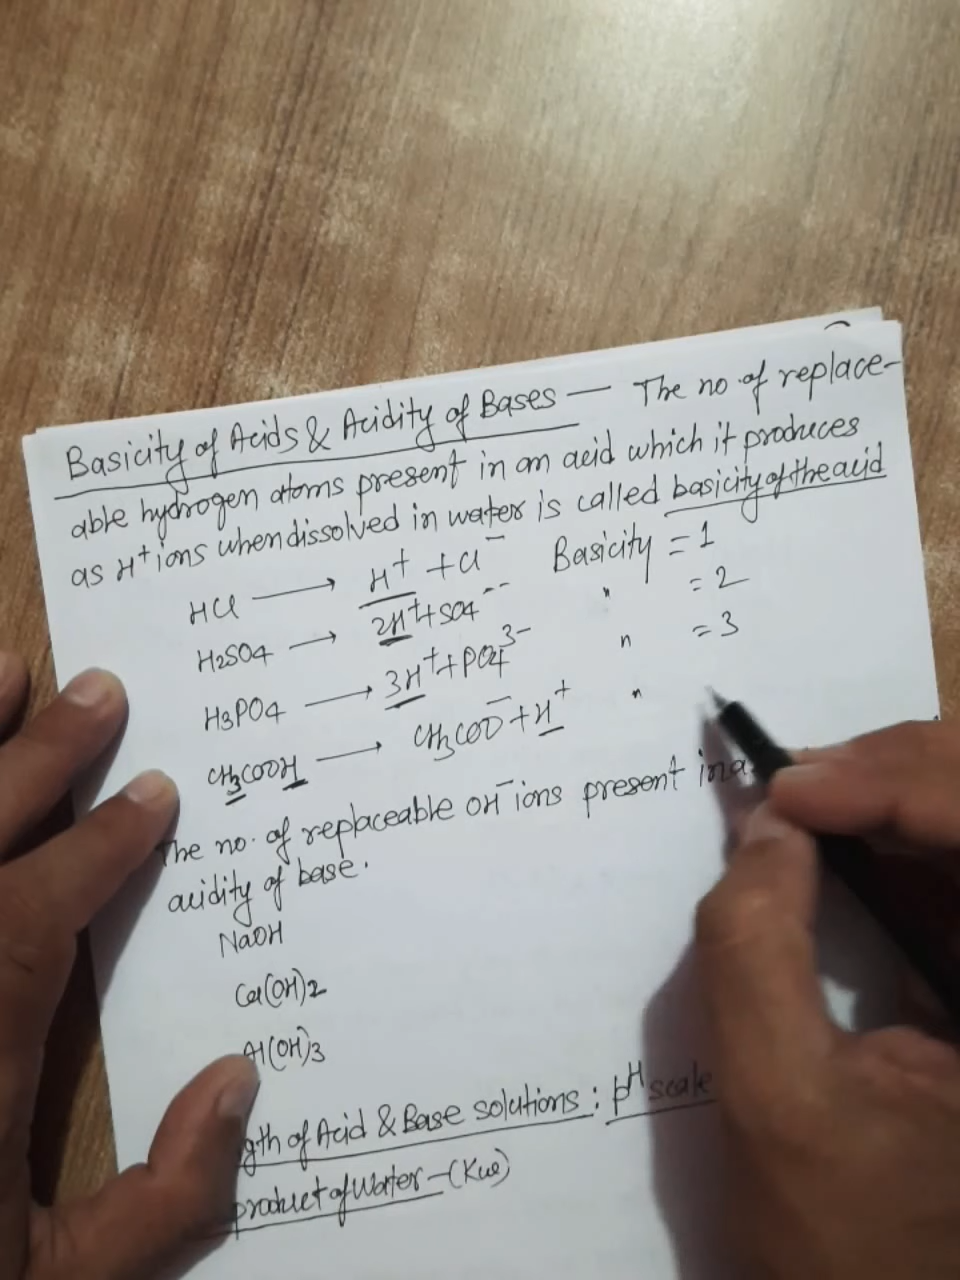 Basicity of Acids & Acidity of Bases — The no. of replace-
able hydrogen atoms present in an acid which it produces
as H⁺ ions when dissolved in water is called basicity of the acid
HCl ⟶ H⁺ + Cl⁻ Basicity = 1
H2SO4 ⟶ 2H⁺ + SO4⁻⁻ " = 2
H3PO4 ⟶ 3H⁺ + PO4³⁻ " = 3
CH3COOH ⟶ CH3COO⁻ + H⁺ "
The no. of replaceable OH⁻ ions present in a
acidity of base.
NaOH
Ca(OH)2
Al(OH)3
gth of Acid & Base solutions : pH scale
product of Water – (Kw)